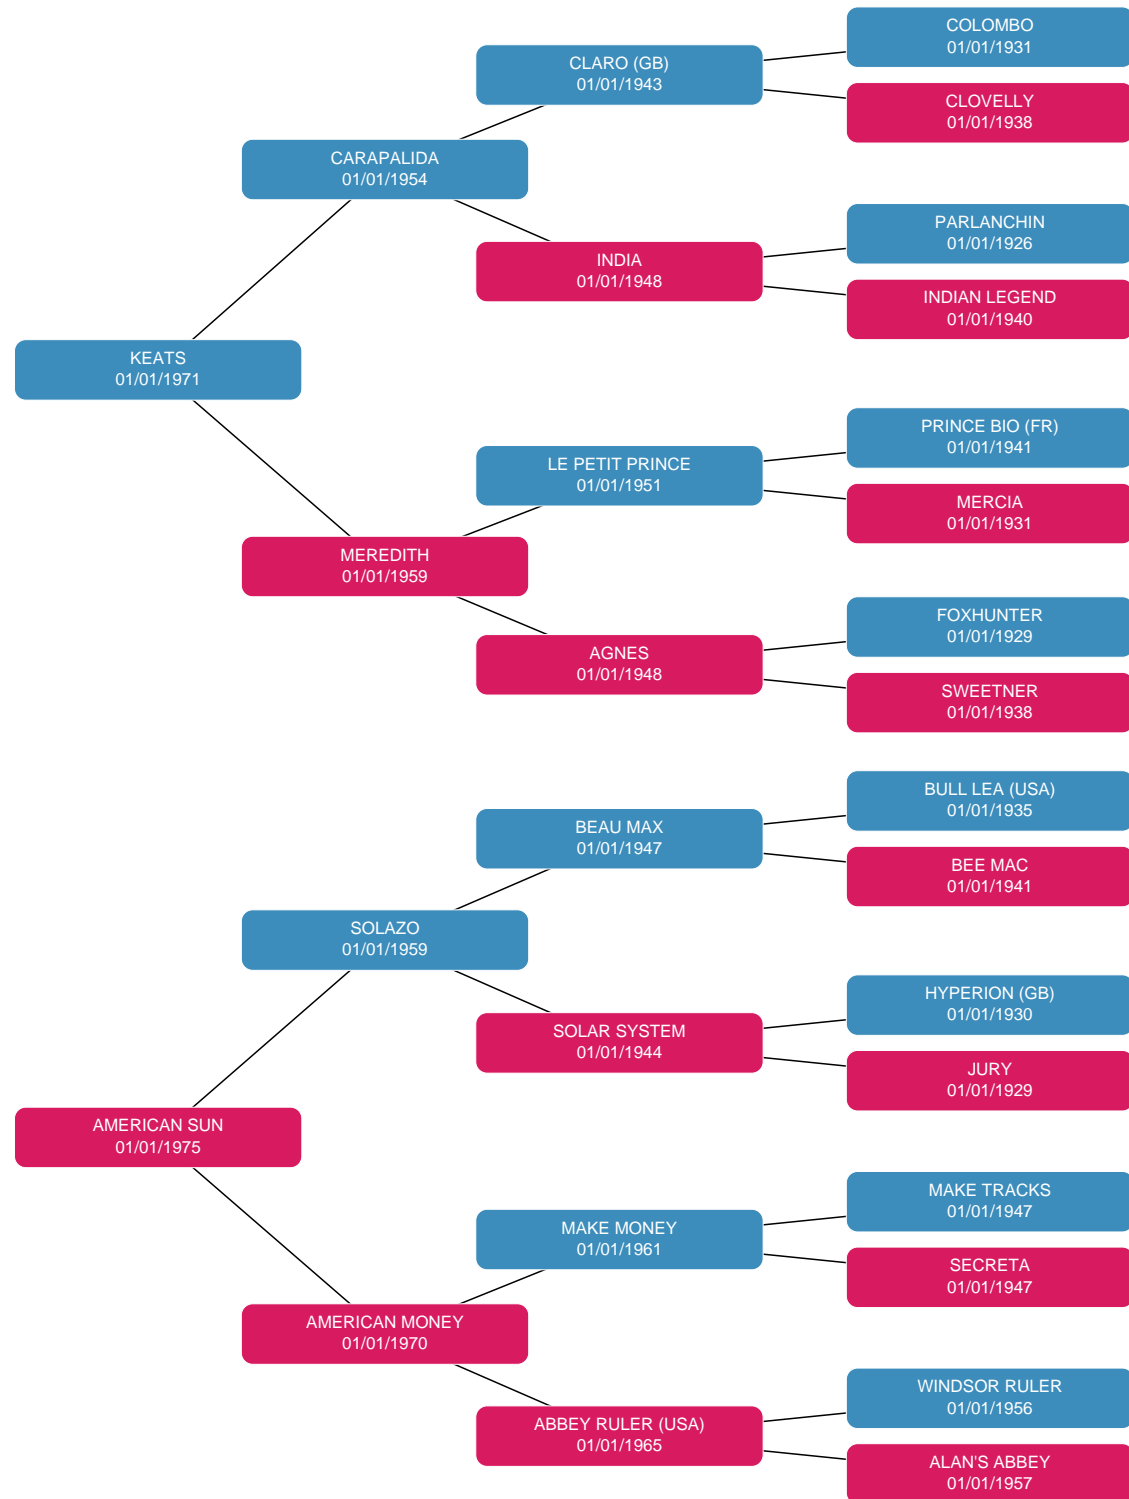 COLOMBO
01/01/1931
CLARO (GB)
01/01/1943
CLOVELLY
01/01/1938
CARAPALIDA
01/01/1954
PARLANCHIN
01/01/1926
INDIA
01/01/1948
INDIAN LEGEND
01/01/1940
KEATS
01/01/1971
PRINCE BIO (FR)
01/01/1941
LE PETIT PRINCE
01/01/1951
MERCIA
01/01/1931
MEREDITH
01/01/1959
FOXHUNTER
01/01/1929
AGNES
01/01/1948
SWEETNER
01/01/1938
BULL LEA (USA)
01/01/1935
BEAU MAX
01/01/1947
BEE MAC
01/01/1941
SOLAZO
01/01/1959
HYPERION (GB)
01/01/1930
SOLAR SYSTEM
01/01/1944
JURY
01/01/1929
AMERICAN SUN
01/01/1975
MAKE TRACKS
01/01/1947
MAKE MONEY
01/01/1961
SECRETA
01/01/1947
AMERICAN MONEY
01/01/1970
WINDSOR RULER
01/01/1956
ABBEY RULER (USA)
01/01/1965
ALAN'S ABBEY
01/01/1957